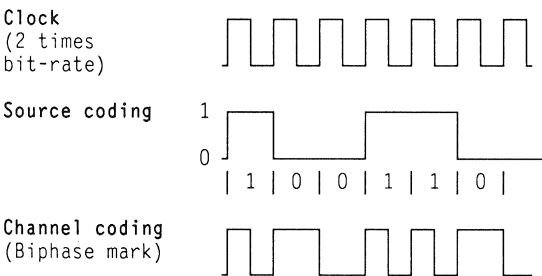 Clock
(2 times
bit-rate)
Source coding
1
0
| 1 | 0 | 0 | 1 | 1 | 0 |
Channel coding
(Biphase mark)